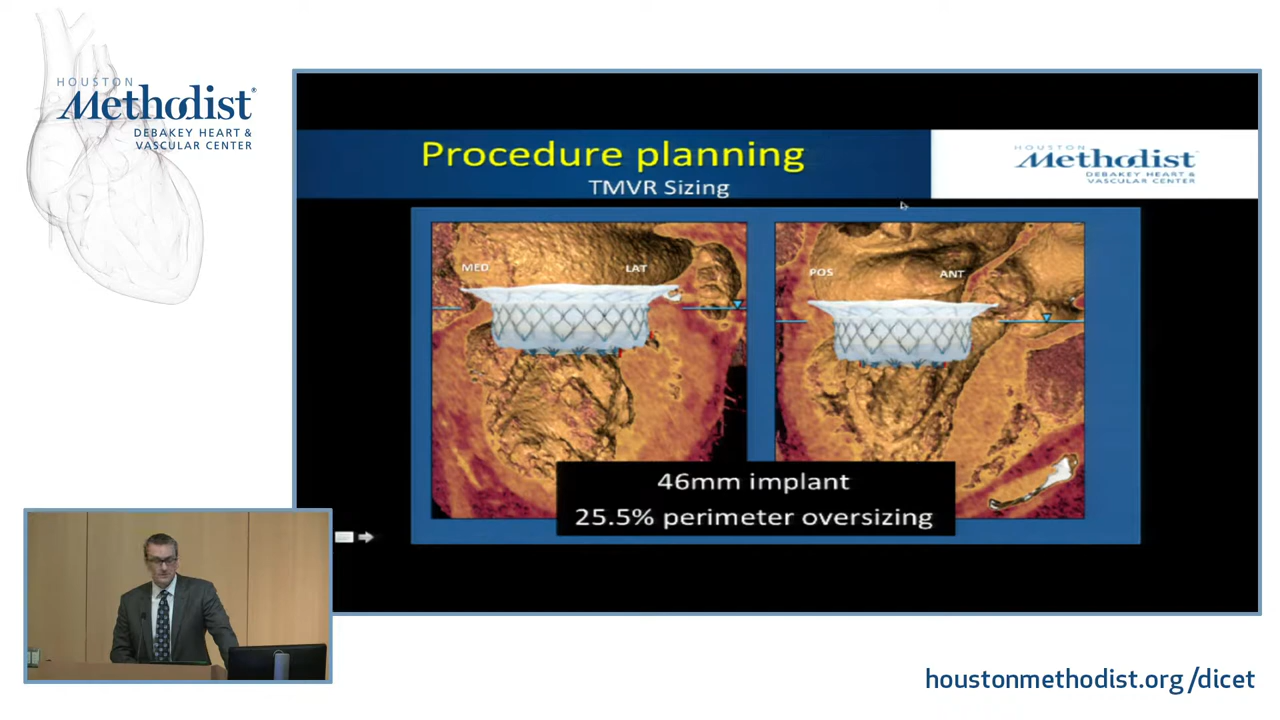 HOUSTON
Methodist®
DEBAKEY HEART &
VASCULAR CENTER
Procedure planning
TMVR Sizing
HOUSTON
Methodist
DEBAKEY HEART &
VASCULAR CENTER
MED
LAT
POS
ANT
46mm implant
25.5% perimeter oversizing
houstonmethodist.org/dicet